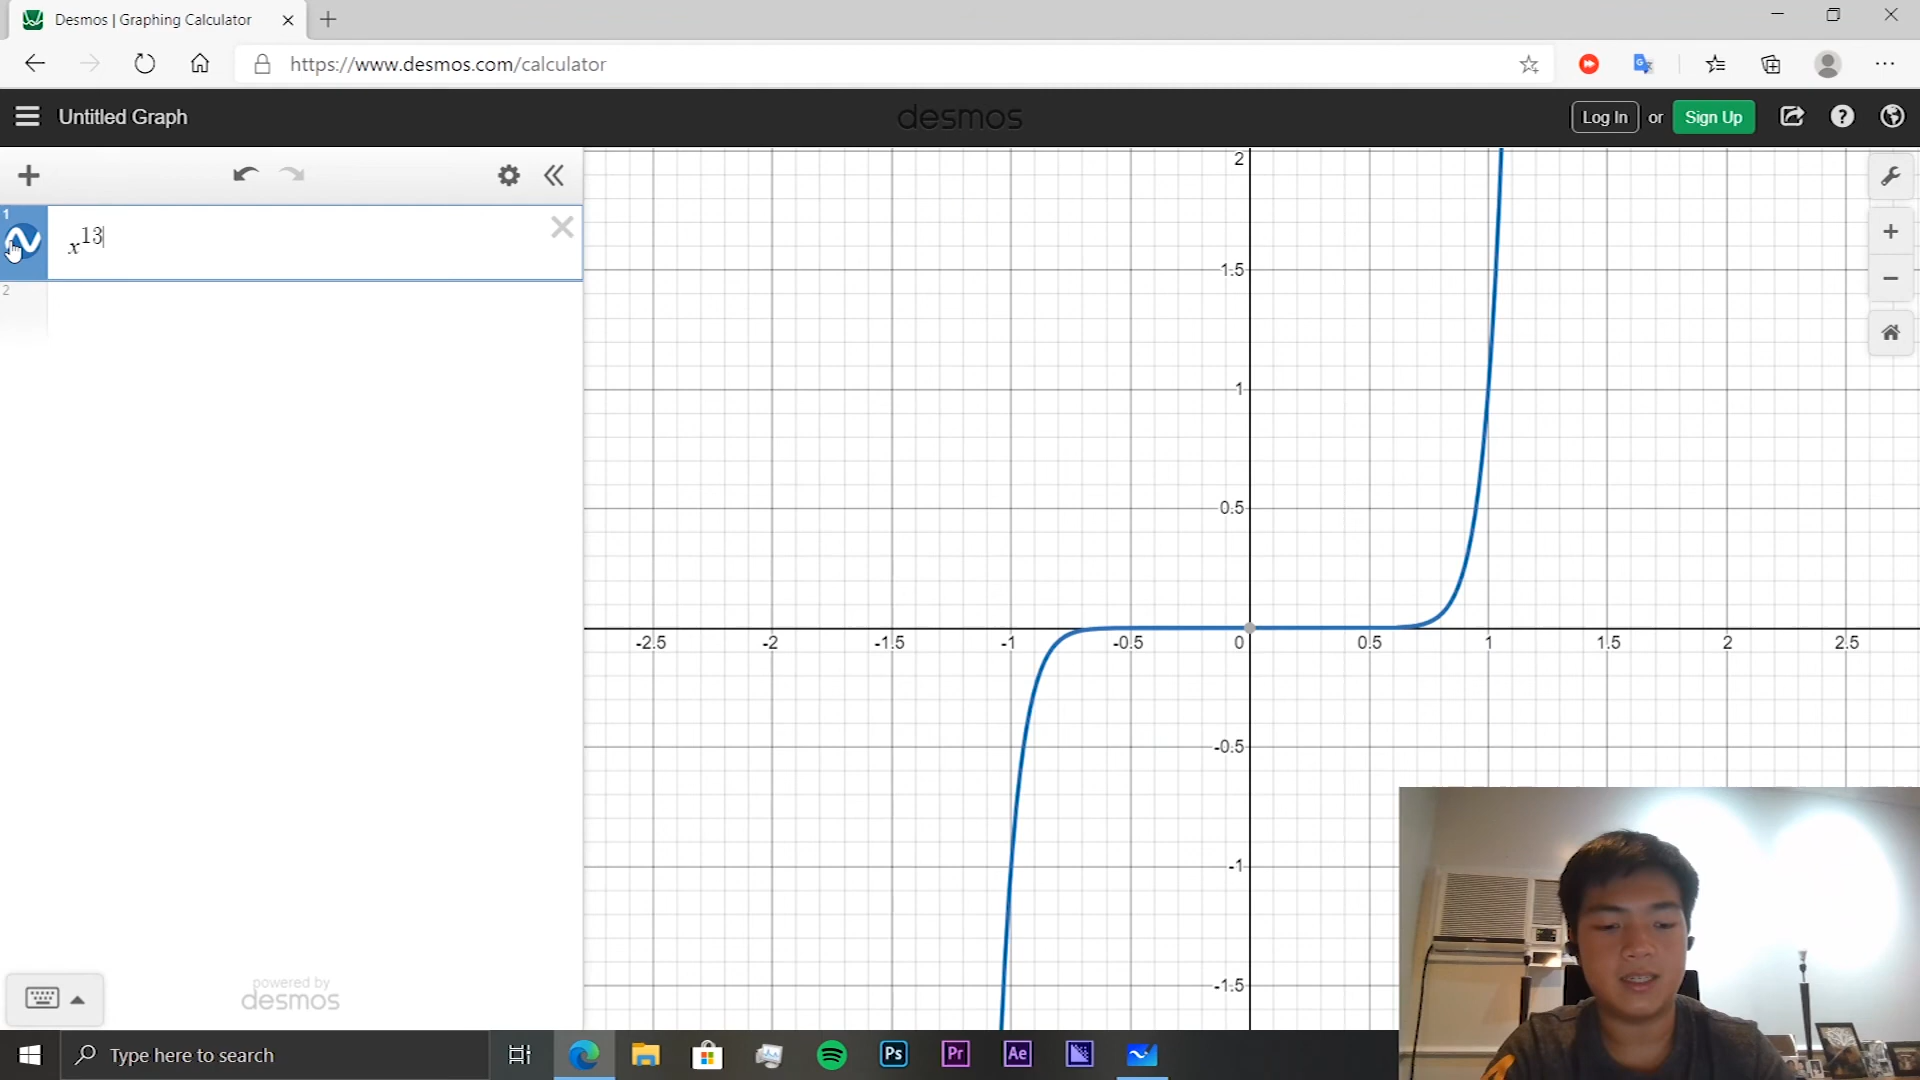 Desmos | Graphing Calculator
https://www.desmos.com/calculator
Untitled Graph
desmos
Log In or Sign Up
1
x^13
2
2
1.5
1
0.5
-2.5 -2 -1.5 -1 -0.5 0 0.5 1 1.5 2 2.5
-0.5
-1
-1.5
powered by
desmos
Type here to search
Ps Pr Ae